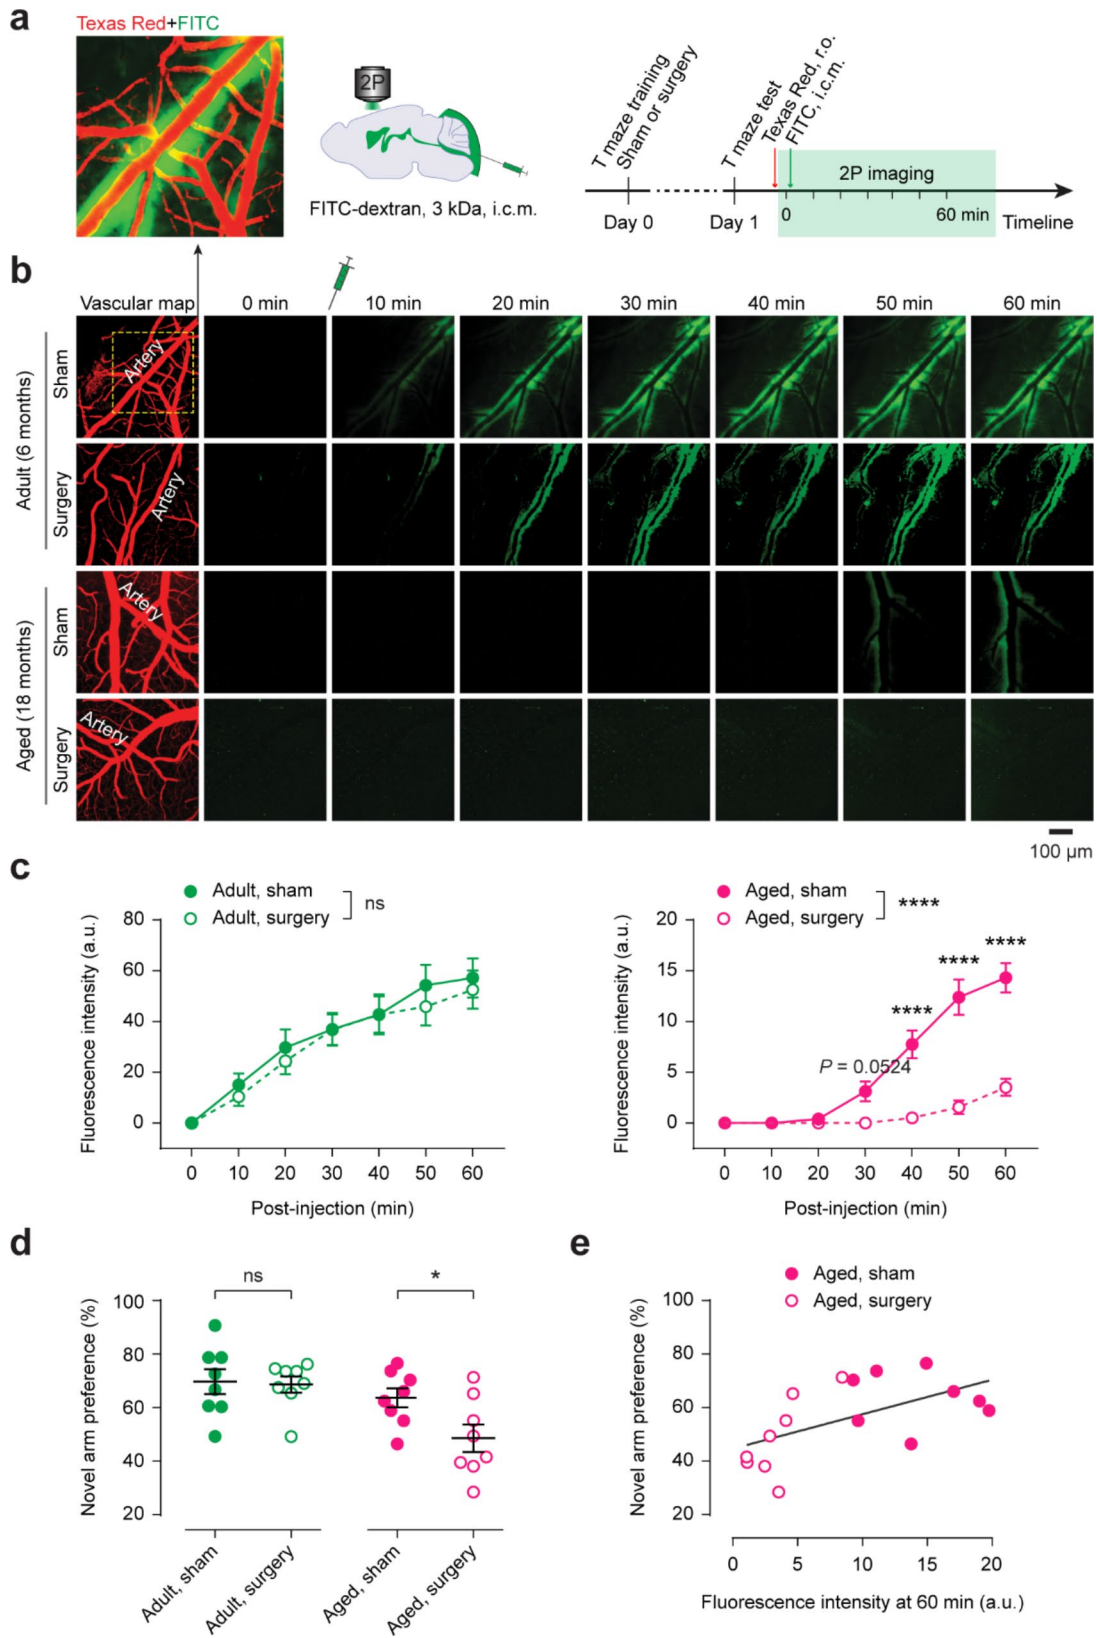 a
Texas Red+FITC
2P
FITC-dextran, 3 kDa, i.c.m.
T maze training
Sham or surgery
T maze test
Texas Red, r.o.
FITC, i.c.m.
2P imaging
0
60 min
Day 0
Day 1
Timeline
b
Vascular map
0 min
10 min
20 min
30 min
40 min
50 min
60 min
Adult (6 months)
Sham
Artery
Surgery
Artery
Aged (18 months)
Sham
Artery
Surgery
Artery
100 µm
c
Adult, sham
Adult, surgery
ns
Fluorescence intensity (a.u.)
80
60
40
20
0
0 10 20 30 40 50 60
Post-injection (min)
Aged, sham
Aged, surgery
****
Fluorescence intensity (a.u.)
20
15
10
5
0
P = 0.0524
****
****
****
0 10 20 30 40 50 60
Post-injection (min)
d
ns
*
Novel arm preference (%)
100
80
60
40
20
Adult, sham
Adult, surgery
Aged, sham
Aged, surgery
e
Aged, sham
Aged, surgery
Novel arm preference (%)
100
80
60
40
20
0 5 10 15 20
Fluorescence intensity at 60 min (a.u.)